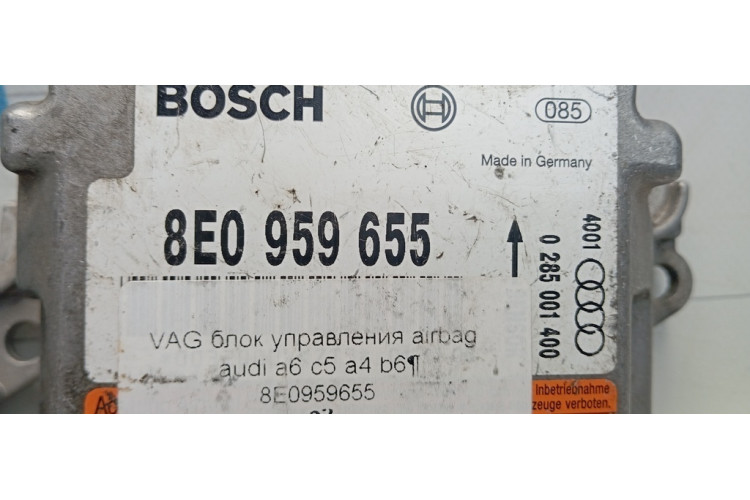 BOSCH
085
Made in Germany
8E0 959 655
4001
0 285 001 400
VAG блок управления airbag
audi a6 c5 a4 b6¶
8E0959655
Inbetriebnahme
zeuge verboten.